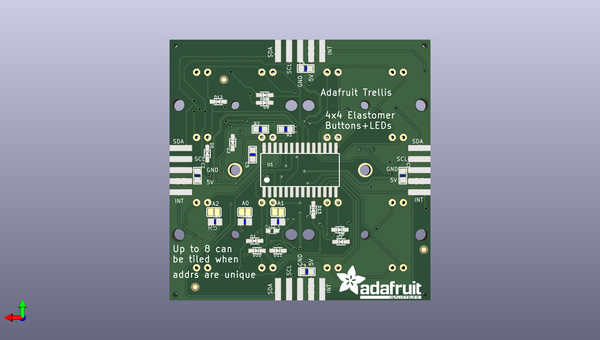 SDA
SCL
GND
5V
INT
Adafruit Trellis
4x4 Elastomer
Buttons+LEDs
SDA
SCL
GND
5V
INT
U1
SDA
SCL
GND
5V
INT
A2
A0
A1
Up to 8 can
be tiled when
addrs are unique
SDA
SCL
GND
5V
INT
adafruit
INDUSTRIES